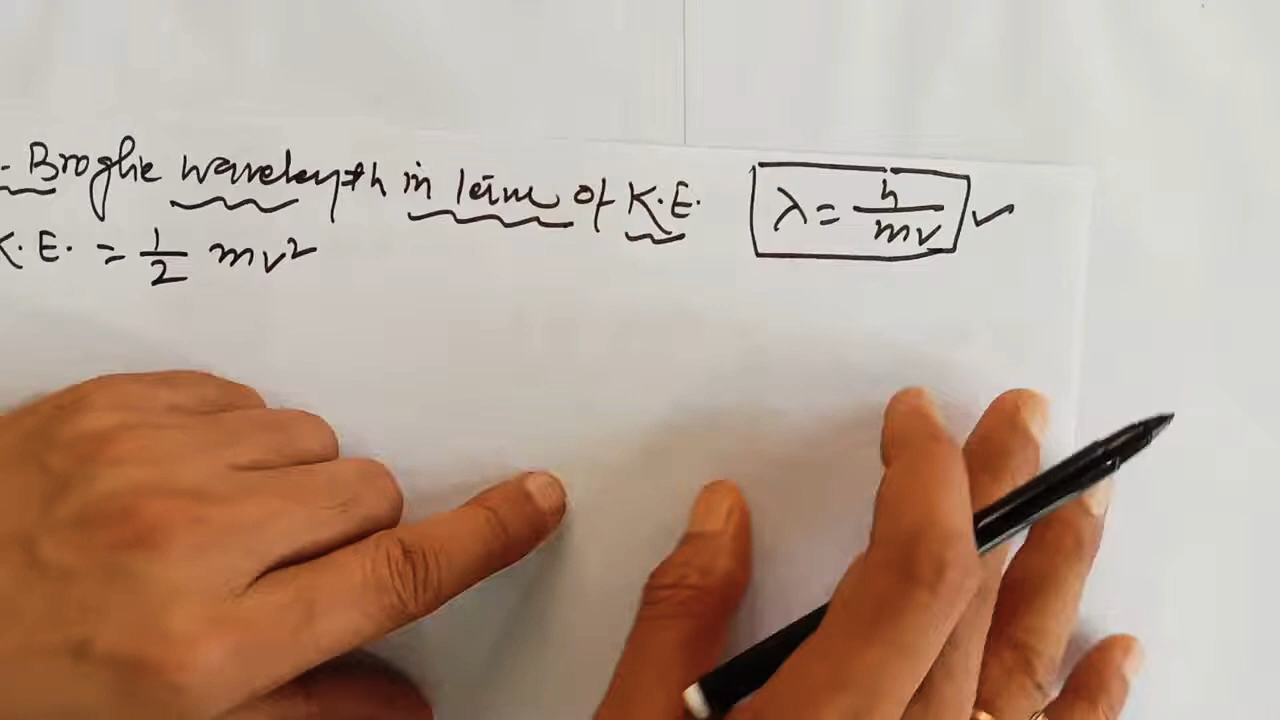 - Broglie wavelength in term of K.E. λ = h/mv ✓
K.E. = 1/2 mv²